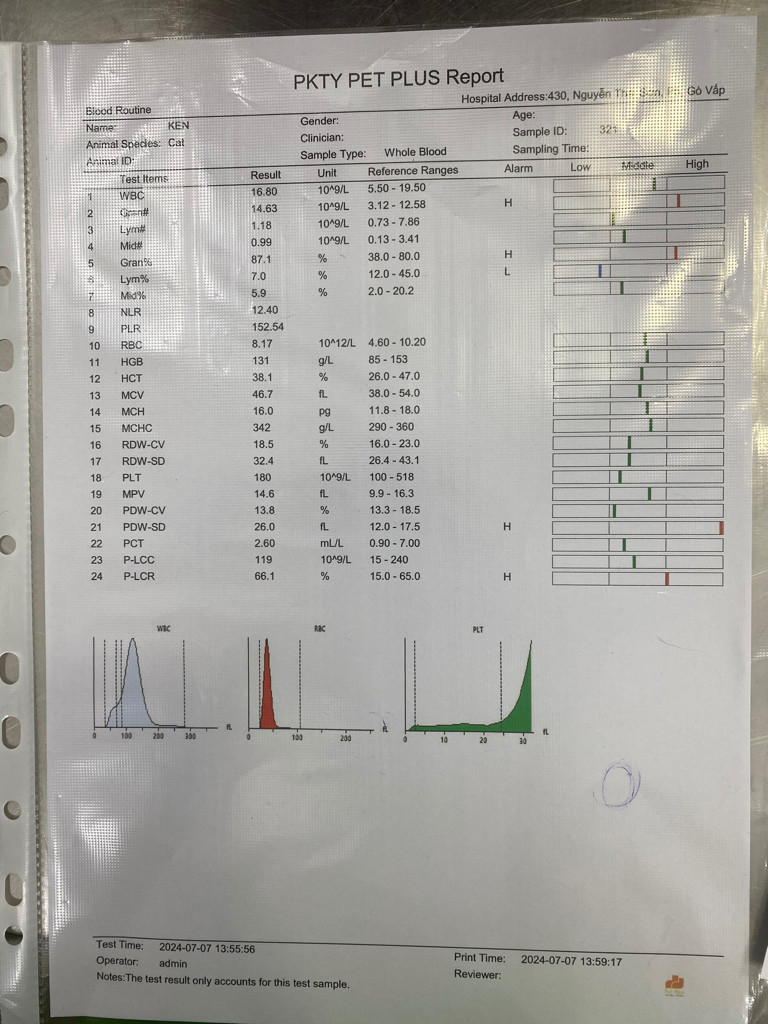 PKTY PET PLUS Report
Hospital Address:430, Nguyễn Gò Vấp
Blood Routine
Name: KEN Gender: Age:
Animal Species: Cat Clinician: Sample ID:
Animal ID: Sample Type: Whole Blood Sampling Time:
Test Items Result Unit Reference Ranges Alarm Low Middle High
1 WBC 16.80 10^9/L 5.50 - 19.50
2 Gran# 14.63 10^9/L 3.12 - 12.58 H
3 Lym# 1.18 10^9/L 0.73 - 7.86
4 Mid# 0.99 10^9/L 0.13 - 3.41
5 Gran% 87.1 % 38.0 - 80.0 H
6 Lym% 7.0 % 12.0 - 45.0 L
7 Mid% 5.9 % 2.0 - 20.2
8 NLR 12.40
9 PLR 152.54
10 RBC 8.17 10^12/L 4.60 - 10.20
11 HGB 131 g/L 85 - 153
12 HCT 38.1 % 26.0 - 47.0
13 MCV 46.7 fL 38.0 - 54.0
14 MCH 16.0 pg 11.8 - 18.0
15 MCHC 342 g/L 290 - 360
16 RDW-CV 18.5 % 16.0 - 23.0
17 RDW-SD 32.4 fL 26.4 - 43.1
18 PLT 180 10^9/L 100 - 518
19 MPV 14.6 fL 9.9 - 16.3
20 PDW-CV 13.8 % 13.3 - 18.5
21 PDW-SD 26.0 fL 12.0 - 17.5 H
22 PCT 2.60 mL/L 0.90 - 7.00
23 P-LCC 119 10^9/L 15 - 240
24 P-LCR 66.1 % 15.0 - 65.0 H
WBC RBC PLT
0 100 200 300 fL 0 100 200 fL 0 10 20 30 fL
Test Time: 2024-07-07 13:55:56 Print Time: 2024-07-07 13:59:17
Operator: admin Reviewer:
Notes:The test result only accounts for this test sample.